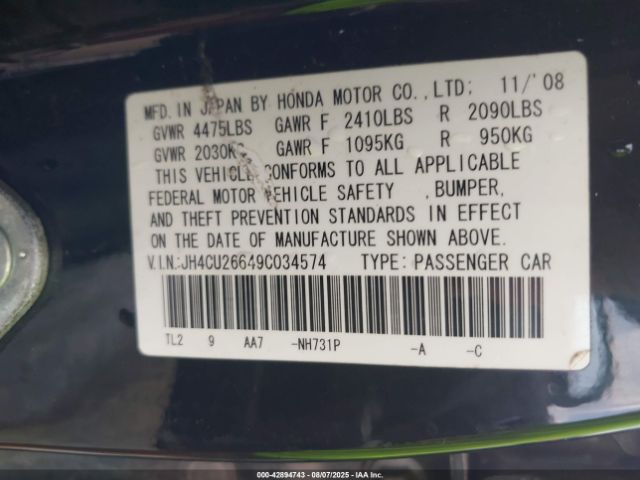 MFD. IN JAPAN BY HONDA MOTOR CO., LTD: 11/'08
GVWR 4475LBS GAWR F 2410LBS R 2090LBS
GVWR 2030KG GAWR F 1095KG R 950KG
THIS VEHICLE CONFORMS TO ALL APPLICABLE
FEDERAL MOTOR VEHICLE SAFETY , BUMPER,
AND THEFT PREVENTION STANDARDS IN EFFECT
ON THE DATE OF MANUFACTURE SHOWN ABOVE.
V.I.N.:JH4CU26649C034574 TYPE: PASSENGER CAR
TL2 9 AA7 -NH731P -A -C
000-42894743 - 08/07/2025 - IAAI.COM